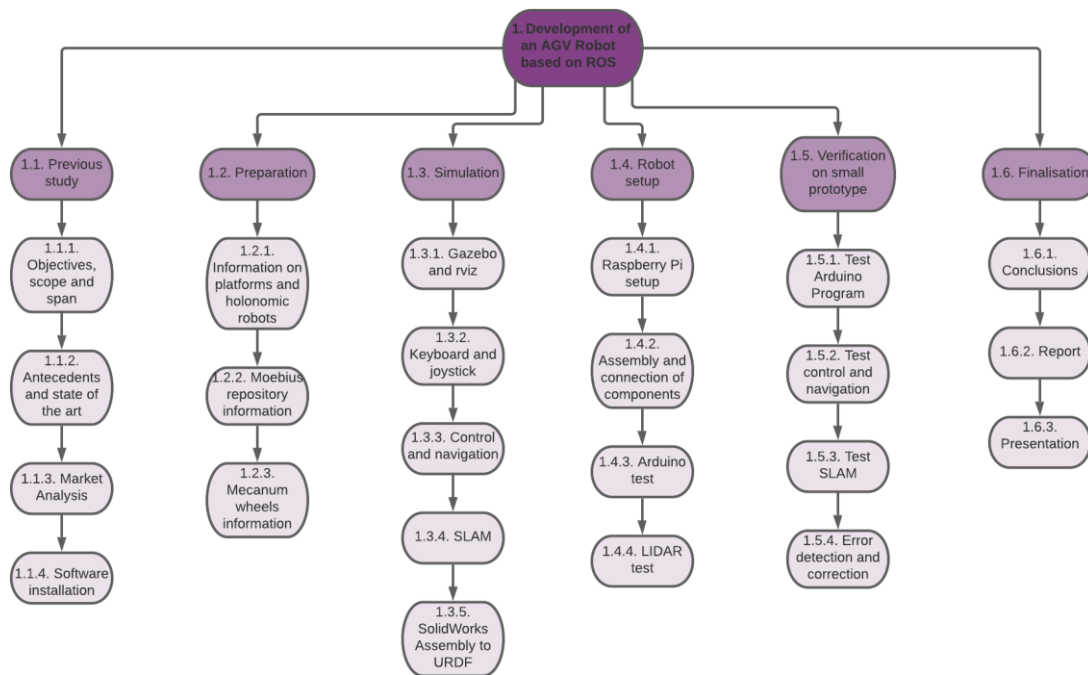 1. Development of
an AGV Robot
based on ROS
1.1. Previous
study
1.2. Preparation
1.3. Simulation
1.4. Robot
setup
1.5. Verification
on small
prototype
1.6. Finalisation
1.1.1.
Objectives,
scope and
span
1.1.2.
Antecedents
and state of
the art
1.1.3. Market
Analysis
1.1.4. Software
installation
1.2.1.
Information on
platforms and
holonomic
robots
1.2.2. Moebius
repository
information
1.2.3.
Mecanum
wheels
information
1.3.1. Gazebo
and rviz
1.3.2.
Keyboard and
joystick
1.3.3. Control
and navigation
1.3.4. SLAM
1.3.5.
SolidWorks
Assembly to
URDF
1.4.1.
Raspberry Pi
setup
1.4.2.
Assembly and
connection of
components
1.4.3. Arduino
test
1.4.4. LIDAR
test
1.5.1. Test
Arduino
Program
1.5.2. Test
control and
navigation
1.5.3. Test
SLAM
1.5.4. Error
detection and
correction
1.6.1.
Conclusions
1.6.2. Report
1.6.3.
Presentation